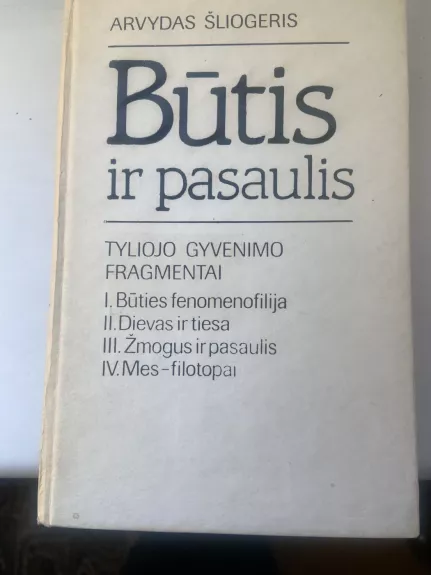 ARVYDAS ŠLIOGERIS
Būtis
ir pasaulis
TYLIOJO GYVENIMO
FRAGMENTAI
I. Būties fenomenofilija
II. Dievas ir tiesa
III. Žmogus ir pasaulis
IV. Mes–filotopai